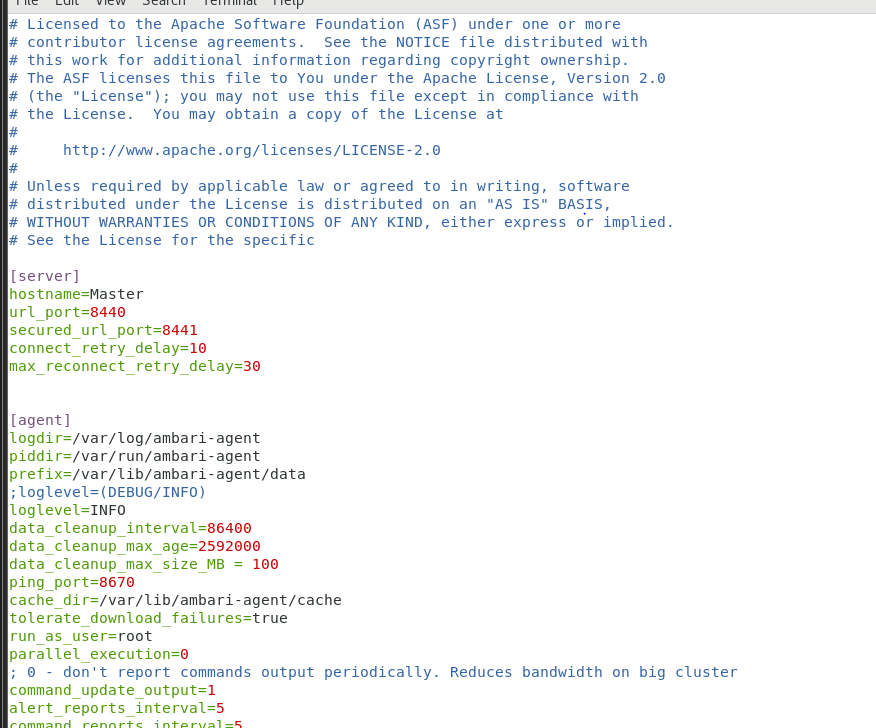 File Edit View Search Terminal Help
# Licensed to the Apache Software Foundation (ASF) under one or more
# contributor license agreements.  See the NOTICE file distributed with
# this work for additional information regarding copyright ownership.
# The ASF licenses this file to You under the Apache License, Version 2.0
# (the "License"); you may not use this file except in compliance with
# the License.  You may obtain a copy of the License at
#
#     http://www.apache.org/licenses/LICENSE-2.0
#
# Unless required by applicable law or agreed to in writing, software
# distributed under the License is distributed on an "AS IS" BASIS,
# WITHOUT WARRANTIES OR CONDITIONS OF ANY KIND, either express or implied.
# See the License for the specific
[server]
hostname=Master
url_port=8440
secured_url_port=8441
connect_retry_delay=10
max_reconnect_retry_delay=30
[agent]
logdir=/var/log/ambari-agent
piddir=/var/run/ambari-agent
prefix=/var/lib/ambari-agent/data
;loglevel=(DEBUG/INFO)
loglevel=INFO
data_cleanup_interval=86400
data_cleanup_max_age=2592000
data_cleanup_max_size_MB = 100
ping_port=8670
cache_dir=/var/lib/ambari-agent/cache
tolerate_download_failures=true
run_as_user=root
parallel_execution=0
; 0 - don't report commands output periodically. Reduces bandwidth on big cluster
command_update_output=1
alert_reports_interval=5
command_reports_interval=5